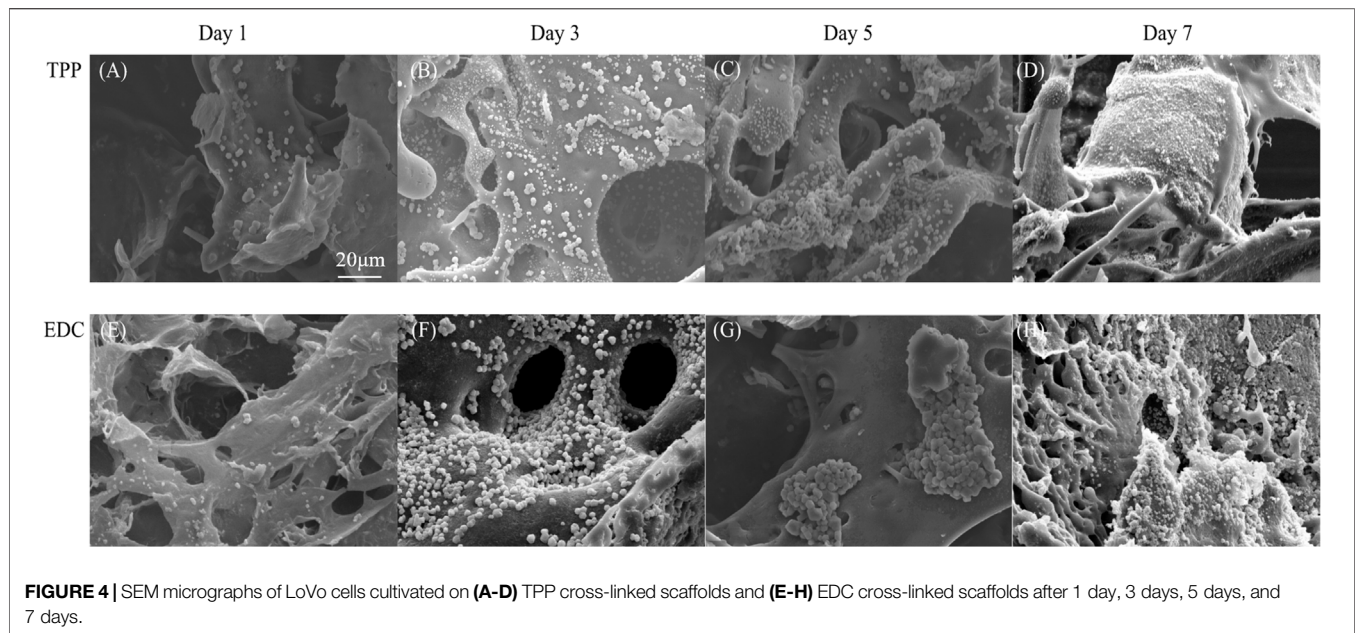 Day 1 Day 3 Day 5 Day 7
TPP (A) (B) (C) (D)
20μm
EDC (E) (F) (G) (H)
FIGURE 4 | SEM micrographs of LoVo cells cultivated on (A-D) TPP cross-linked scaffolds and (E-H) EDC cross-linked scaffolds after 1 day, 3 days, 5 days, and
7 days.